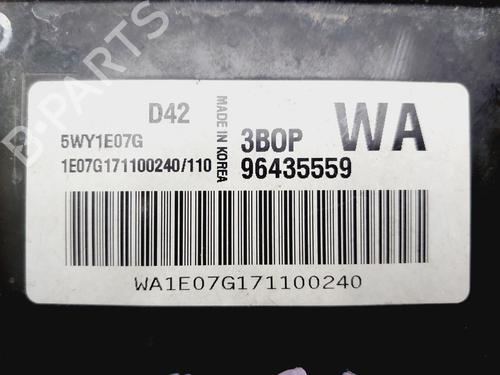 B-PARTS
D42
5WY1E07G
1E07G171100240/110
MADE IN KOREA
3BOP
WA
96435559
WA1E07G171100240